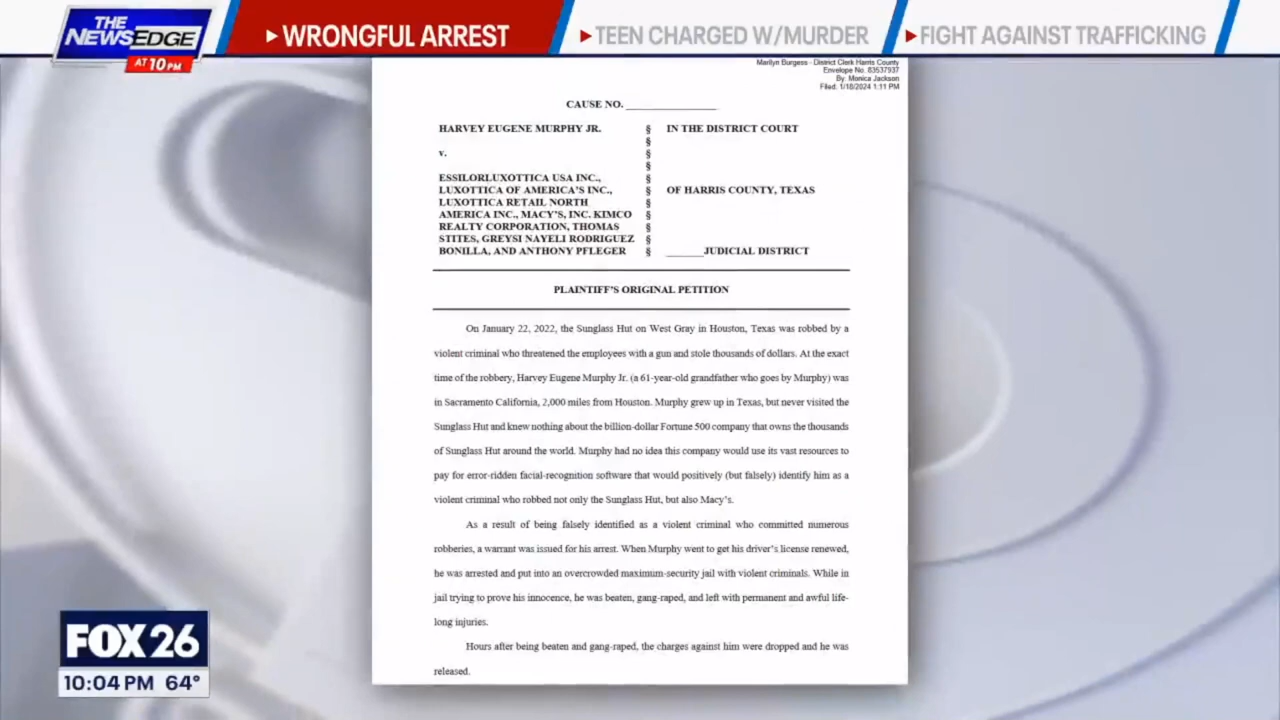 THE
NEWSEDGE
AT 10 PM
WRONGFUL ARREST
TEEN CHARGED W/MURDER
FIGHT AGAINST TRAFFICKING
Marilyn Burgess - District Clerk Harris County
Envelope No. 83537937
By: Monica Jackson
Filed: 1/18/2024 1:11 PM
CAUSE NO. ________________
HARVEY EUGENE MURPHY JR. § IN THE DISTRICT COURT
§
v. §
§
ESSILORLUXOTTICA USA INC., §
LUXOTTICA OF AMERICA'S INC., § OF HARRIS COUNTY, TEXAS
LUXOTTICA RETAIL NORTH §
AMERICA INC., MACY'S, INC. KIMCO §
REALTY CORPORATION, THOMAS §
STITES, GREYSI NAYELI RODRIGUEZ §
BONILLA, AND ANTHONY PFLEGER § ______JUDICIAL DISTRICT
PLAINTIFF'S ORIGINAL PETITION
On January 22, 2022, the Sunglass Hut on West Gray in Houston, Texas was robbed by a
violent criminal who threatened the employees with a gun and stole thousands of dollars. At the exact
time of the robbery, Harvey Eugene Murphy Jr. (a 61-year-old grandfather who goes by Murphy) was
in Sacramento California, 2,000 miles from Houston. Murphy grew up in Texas, but never visited the
Sunglass Hut and knew nothing about the billion-dollar Fortune 500 company that owns the thousands
of Sunglass Hut around the world. Murphy had no idea this company would use its vast resources to
pay for error-ridden facial-recognition software that would positively (but falsely) identify him as a
violent criminal who robbed not only the Sunglass Hut, but also Macy's.
As a result of being falsely identified as a violent criminal who committed numerous
robberies, a warrant was issued for his arrest. When Murphy went to get his driver's license renewed,
he was arrested and put into an overcrowded maximum-security jail with violent criminals. While in
jail trying to prove his innocence, he was beaten, gang-raped, and left with permanent and awful life-
long injuries.
Hours after being beaten and gang-raped, the charges against him were dropped and he was
released.
FOX 26
10:04 PM 64°